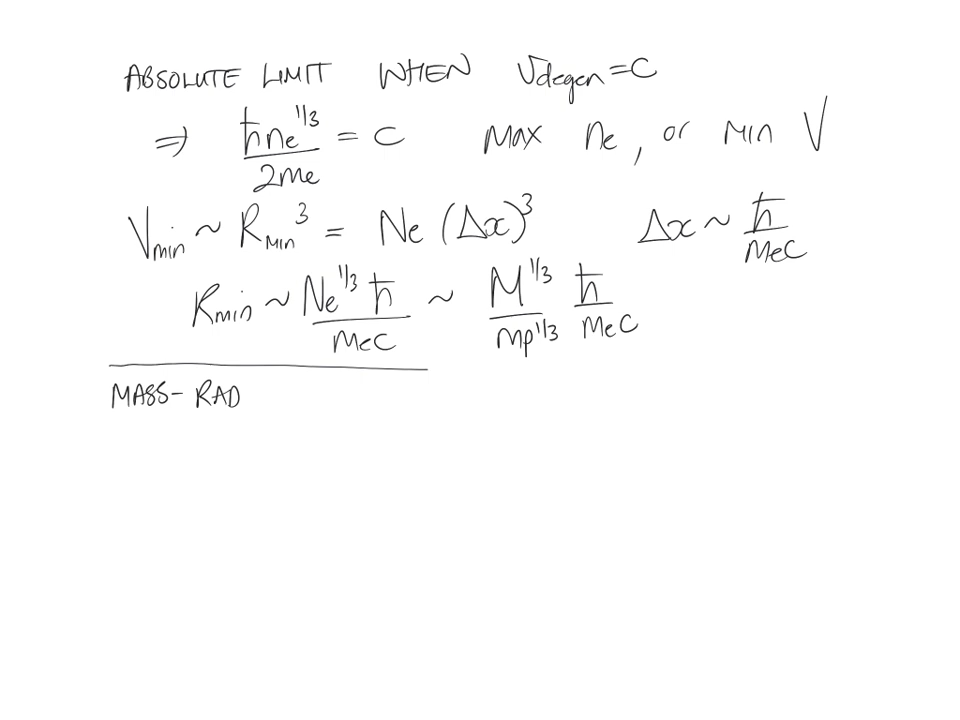 ABSOLUTE LIMIT WHEN Vdegen = C
⇒ ħne^1/3 / 2me = C MAX ne, or MIN V
Vmin ~ RMIN^3 = Ne (Δx)^3 Δx ~ ħ / mec
Rmin ~ Ne^1/3 ħ / mec ~ M^1/3 / mp^1/3 ħ / mec
MASS - RAD